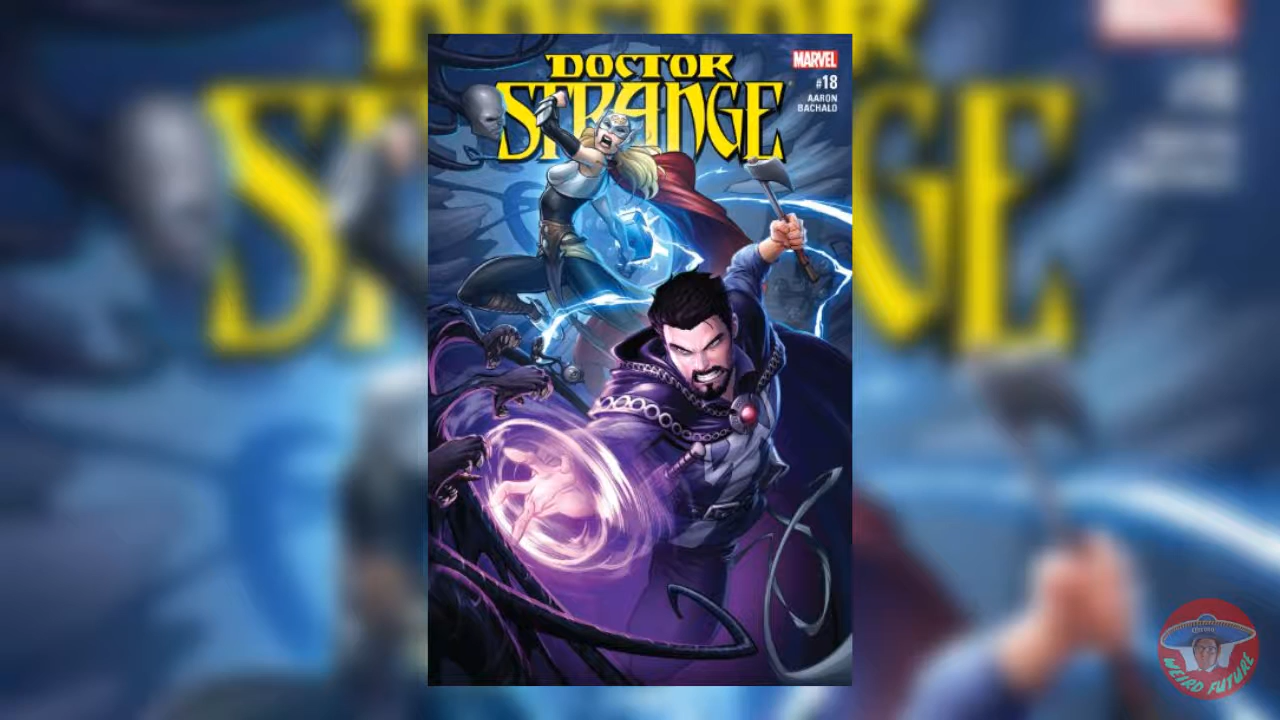 DOCTOR
STRANGE
MARVEL
#18
AARON
BACHALO
WEIRD FUTURE